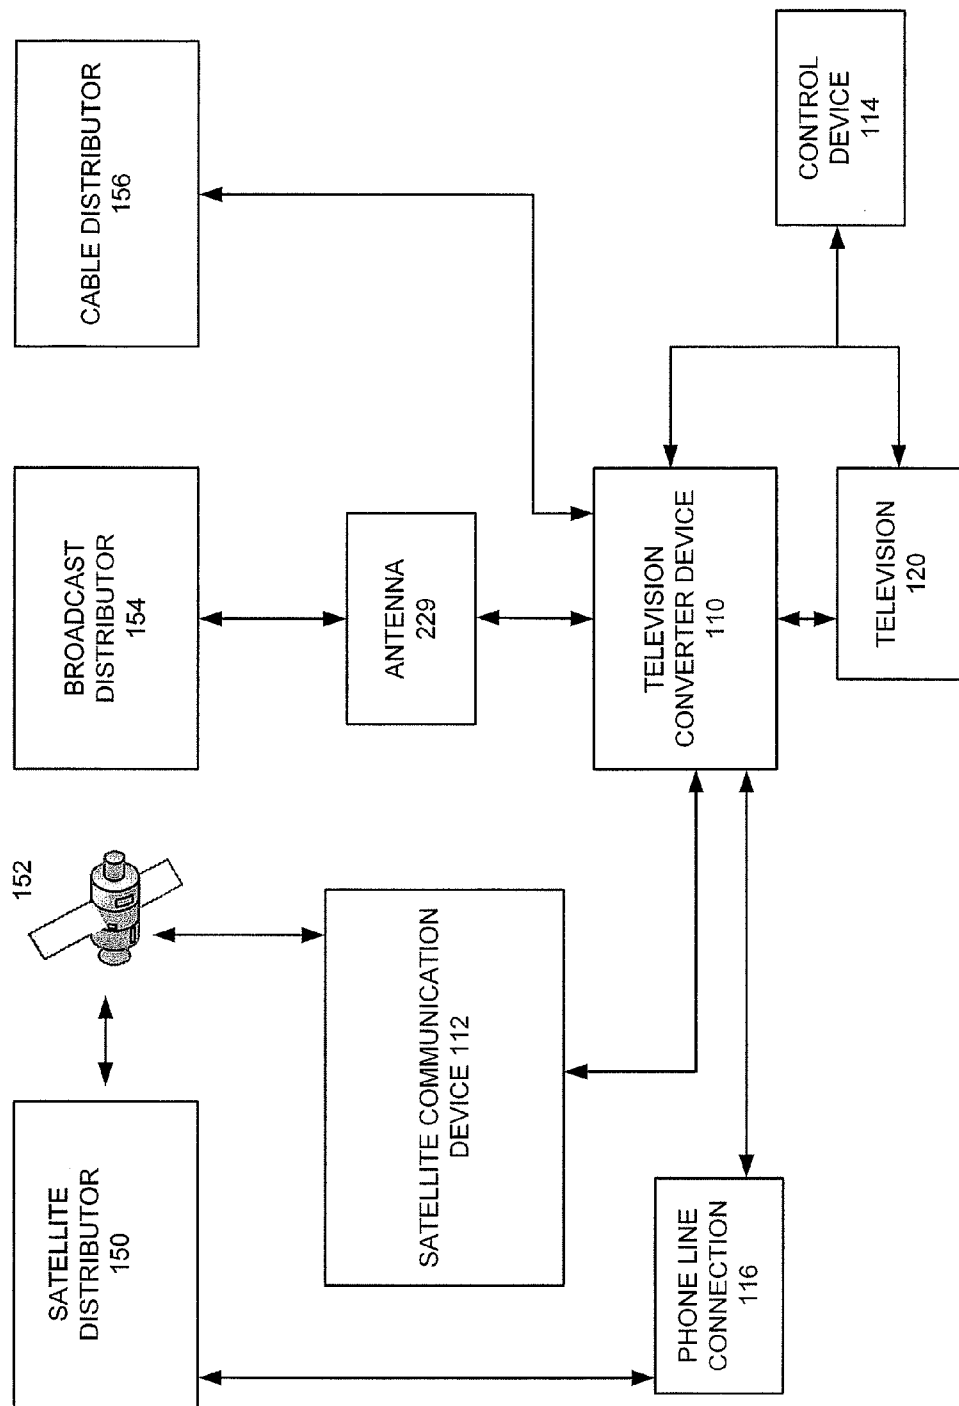 SATELLITE
DISTRIBUTOR
150
152
BROADCAST
DISTRIBUTOR
154
CABLE DISTRIBUTOR
156
SATELLITE COMMUNICATION
DEVICE 112
ANTENNA
229
PHONE LINE
CONNECTION
116
TELEVISION
CONVERTER DEVICE
110
CONTROL
DEVICE
114
TELEVISION
120